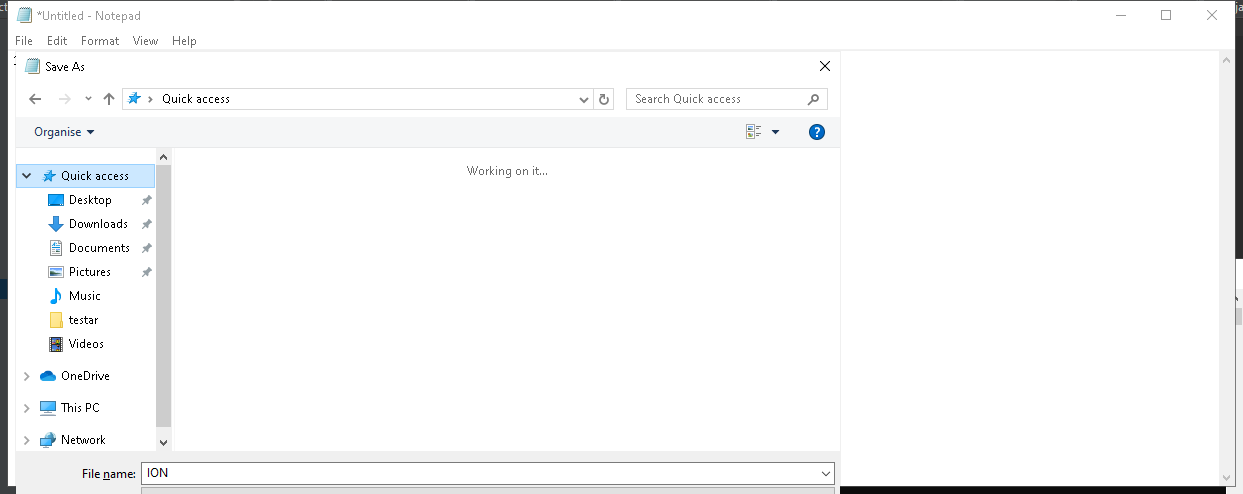 *Untitled - Notepad
File Edit Format View Help
Save As
Quick access
Search Quick access
Organise
Working on it...
Quick access
Desktop
Downloads
Documents
Pictures
Music
testar
Videos
OneDrive
This PC
Network
File name: ION